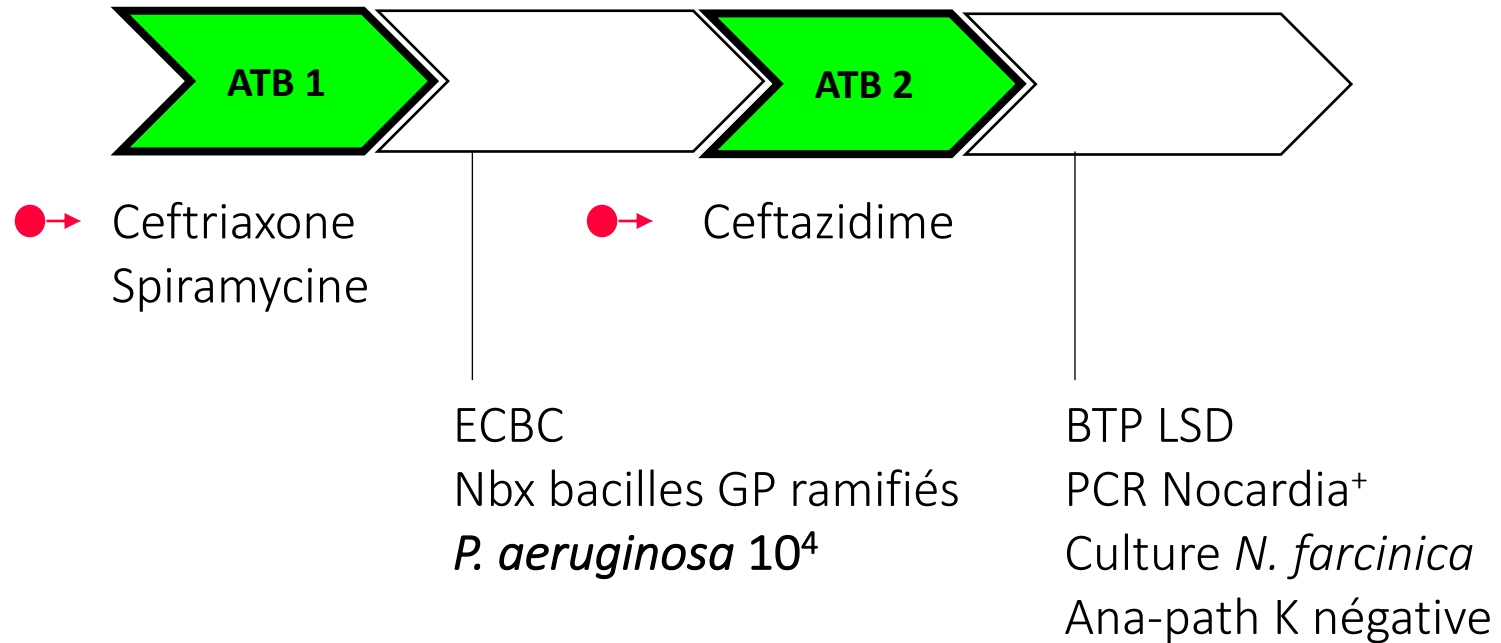 ATB 1
ATB 2
Ceftriaxone
Spiramycine
Ceftazidime
ECBC
Nbx bacilles GP ramifiés
P. aeruginosa 10⁴
BTP LSD
PCR Nocardia⁺
Culture N. farcinica
Ana-path K négative